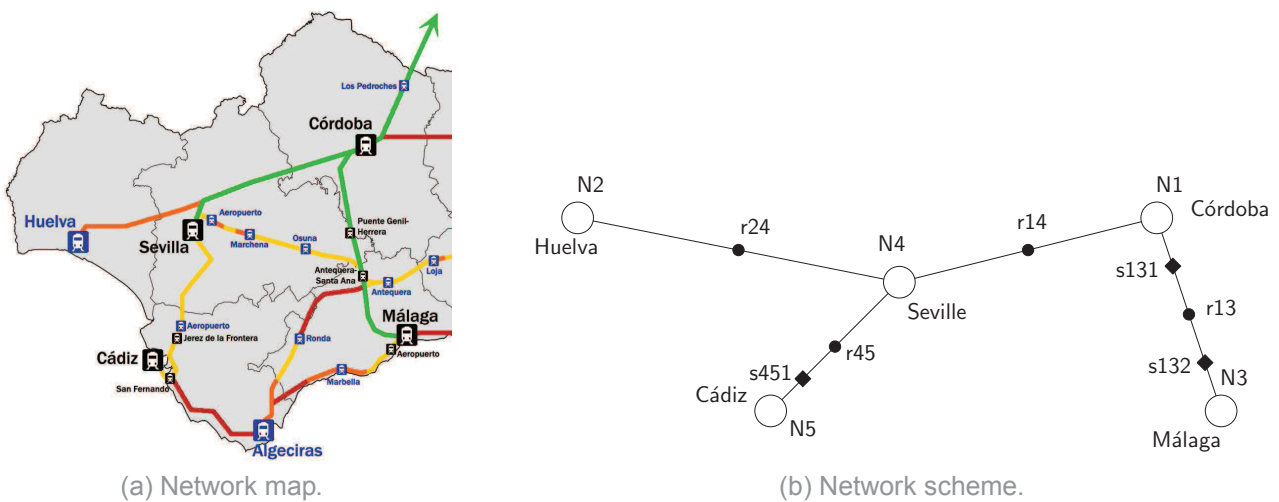 Los Pedroches
Córdoba
Huelva
Sevilla
Aeropuerto
Marchena
Osuna
Puente Genil-
Herrera
Antequera-
Santa Ana
Loja
Antequera
Málaga
Aeropuerto
Aeropuerto
Jerez de la Frontera
Ronda
Cádiz
San Fernando
Marbella
Algeciras
(a) Network map.
N2
Huelva
r24
N4
Seville
r14
N1
Córdoba
s131
r13
s132
N3
Málaga
r45
s451
Cádiz
N5
(b) Network scheme.